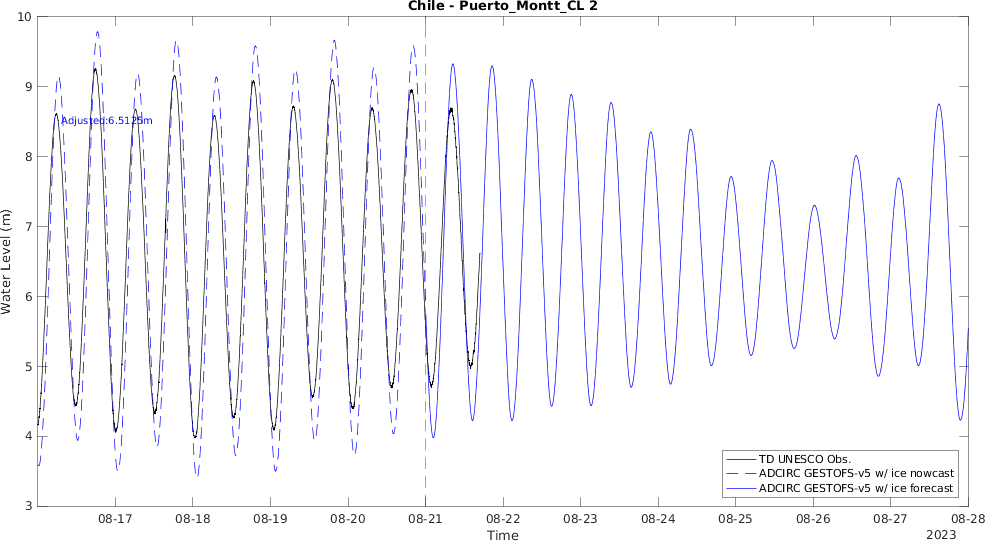 Chile - Puerto_Montt_CL 2
10
9
8
7
6
5
4
3
Water Level (m)
Adjusted:6.5125m
TD UNESCO Obs.
ADCIRC GESTOFS-v5 w/ ice nowcast
ADCIRC GESTOFS-v5 w/ ice forecast
08-17 08-18 08-19 08-20 08-21 08-22 08-23 08-24 08-25 08-26 08-27 08-28
Time
2023